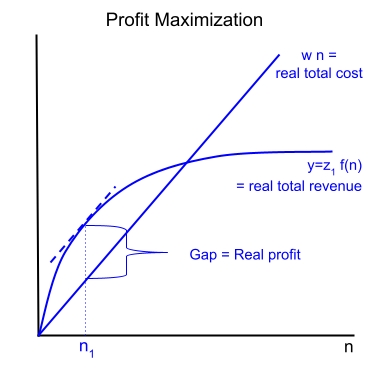 Profit Maximization
w n =
real total cost
y=z₁ f(n)
= real total revenue
Gap = Real profit
n₁
n